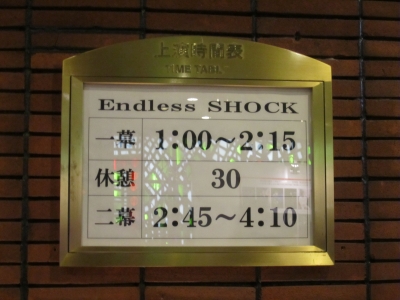 上演時間表
TIME TABLE
Endless SHOCK
一幕 1:00～2:15
休憩 30
二幕 2:45～4:10